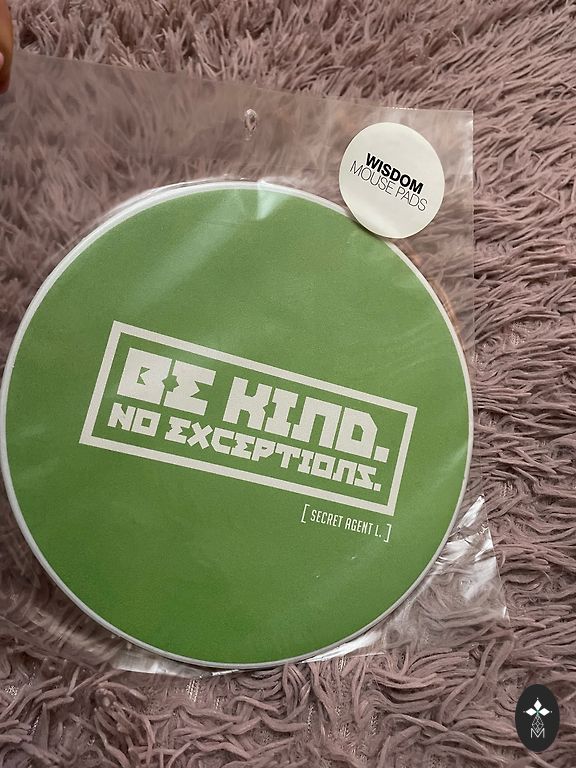 WISDOM
MOUSE PADS
BE KIND.
NO EXCEPTIONS.
[ SECRET AGENT L. ]
M